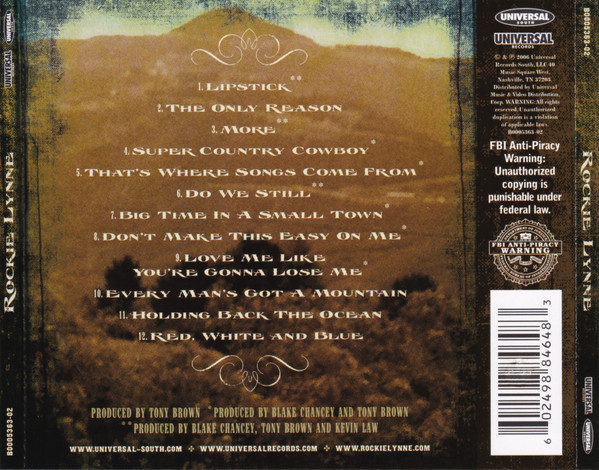 ROCKIE LYNNE
B0005363-02
UNIVERSAL SOUTH
UNIVERSAL RECORDS
1. LIPSTICK**
2. THE ONLY REASON
3. MORE**
4. SUPER COUNTRY COWBOY*
5. THAT'S WHERE SONGS COME FROM*
6. DO WE STILL**
7. BIG TIME IN A SMALL TOWN*
8. DON'T MAKE THIS EASY ON ME*
9. LOVE ME LIKE
YOU'RE GONNA LOSE ME*
10. EVERY MAN'S GOT A MOUNTAIN
11. HOLDING BACK THE OCEAN
12. RED, WHITE AND BLUE
PRODUCED BY TONY BROWN *PRODUCED BY BLAKE CHANCEY AND TONY BROWN
**PRODUCED BY BLAKE CHANCEY, TONY BROWN AND KEVIN LAW
WWW.UNIVERSAL-SOUTH.COM WWW.UNIVERSALRECORDS.COM WWW.ROCKIELYNNE.COM
UNIVERSAL
SOUTH
UNIVERSAL
RECORDS
© & ℗ 2006 Universal
Records South, LLC 40
Music Square West,
Nashville, TN 37203.
Distributed by Universal
Music & Video Distribution,
Corp. WARNING: All rights
reserved. Unauthorized
duplication is a violation
of applicable laws.
B0005363-02
FBI Anti-Piracy
Warning:
Unauthorized
copying is
punishable under
federal law.
FBI ANTI-PIRACY
WARNING
6 02498 84648 3
B0005363-02
ROCKIE LYNNE
UNIVERSAL RECORDS
UNIVERSAL SOUTH